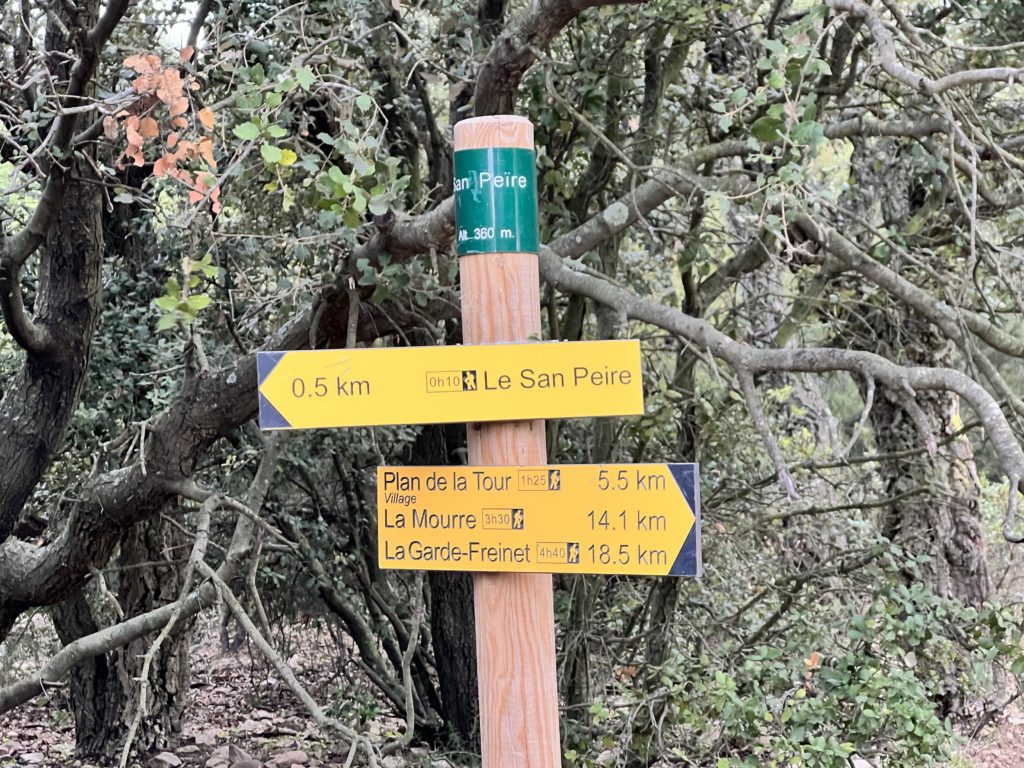 San Peïre
Alt. 360 m.
0.5 km 0h10 Le San Peire
Plan de la Tour 1h25 5.5 km
Village
La Mourre 3h30 14.1 km
La Garde-Freinet 4h40 18.5 km